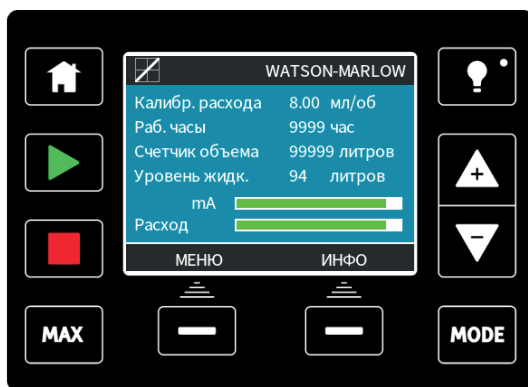 WATSON-MARLOW
Калибр. расхода 8.00 мл/об
Раб. часы 9999 час
Счетчик объема 99999 литров
Уровень жидк. 94 литров
mA
Расход
МЕНЮ ИНФО
MAX MODE